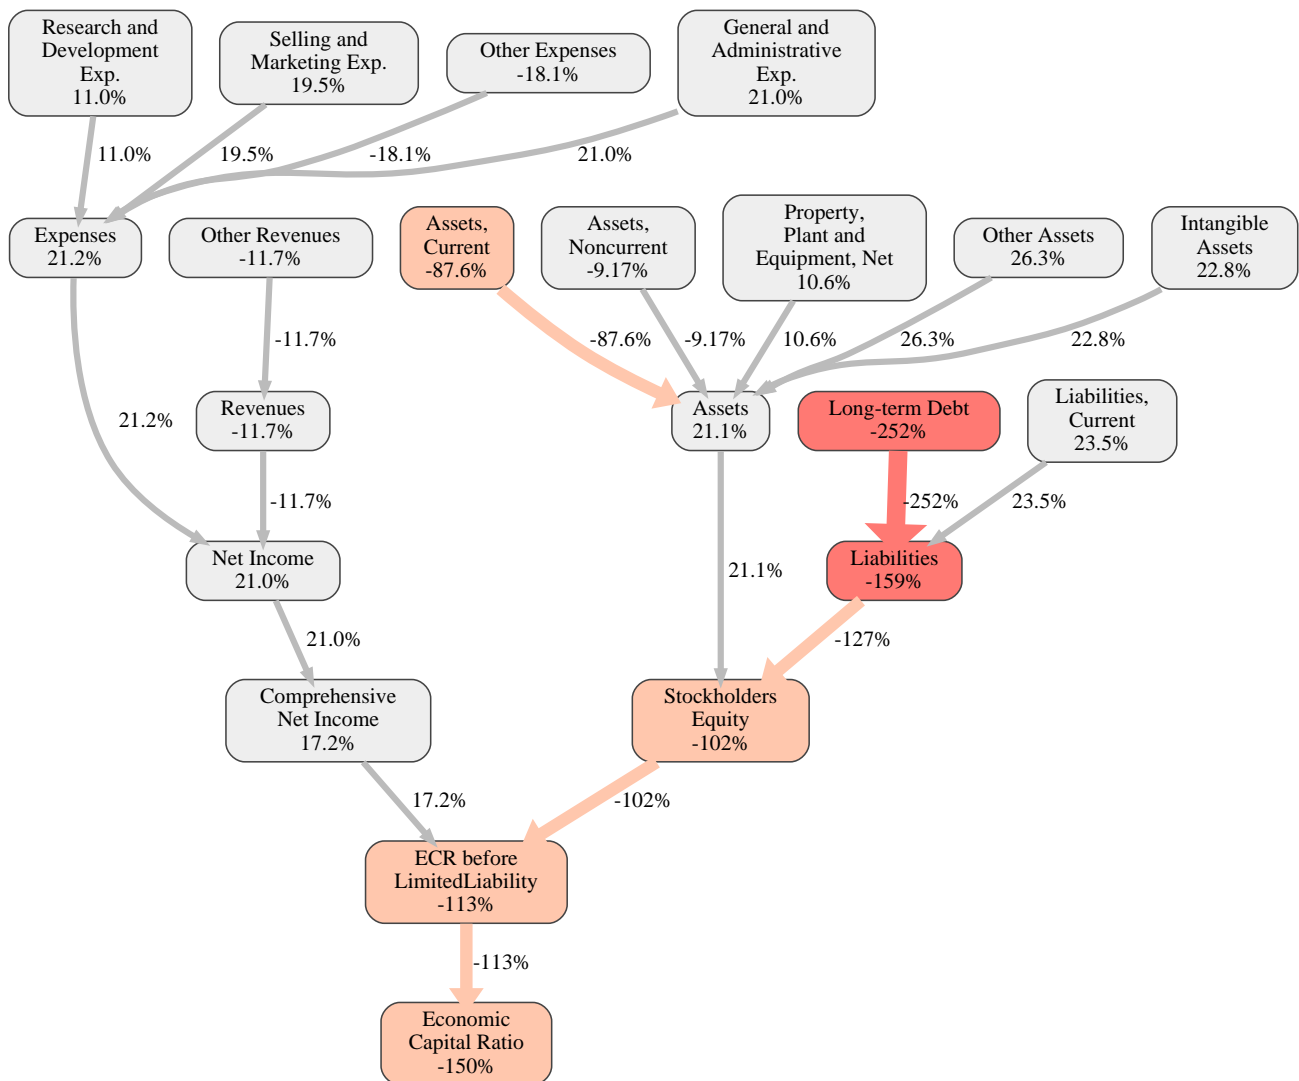 Research and
Development
Exp.
11.0%
Selling and
Marketing Exp.
19.5%
Other Expenses
-18.1%
General and
Administrative
Exp.
21.0%
11.0%
19.5%
-18.1%
21.0%
Expenses
21.2%
Other Revenues
-11.7%
Assets,
Current
-87.6%
Assets,
Noncurrent
-9.17%
Property,
Plant and
Equipment, Net
10.6%
Other Assets
26.3%
Intangible
Assets
22.8%
-11.7%
-87.6%
-9.17%
10.6%
26.3%
22.8%
21.2%
Revenues
-11.7%
Assets
21.1%
Long-term Debt
-252%
Liabilities,
Current
23.5%
-11.7%
-252%
23.5%
Net Income
21.0%
21.1%
Liabilities
-159%
21.0%
-127%
Comprehensive
Net Income
17.2%
Stockholders
Equity
-102%
17.2%
-102%
ECR before
LimitedLiability
-113%
-113%
Economic
Capital Ratio
-150%